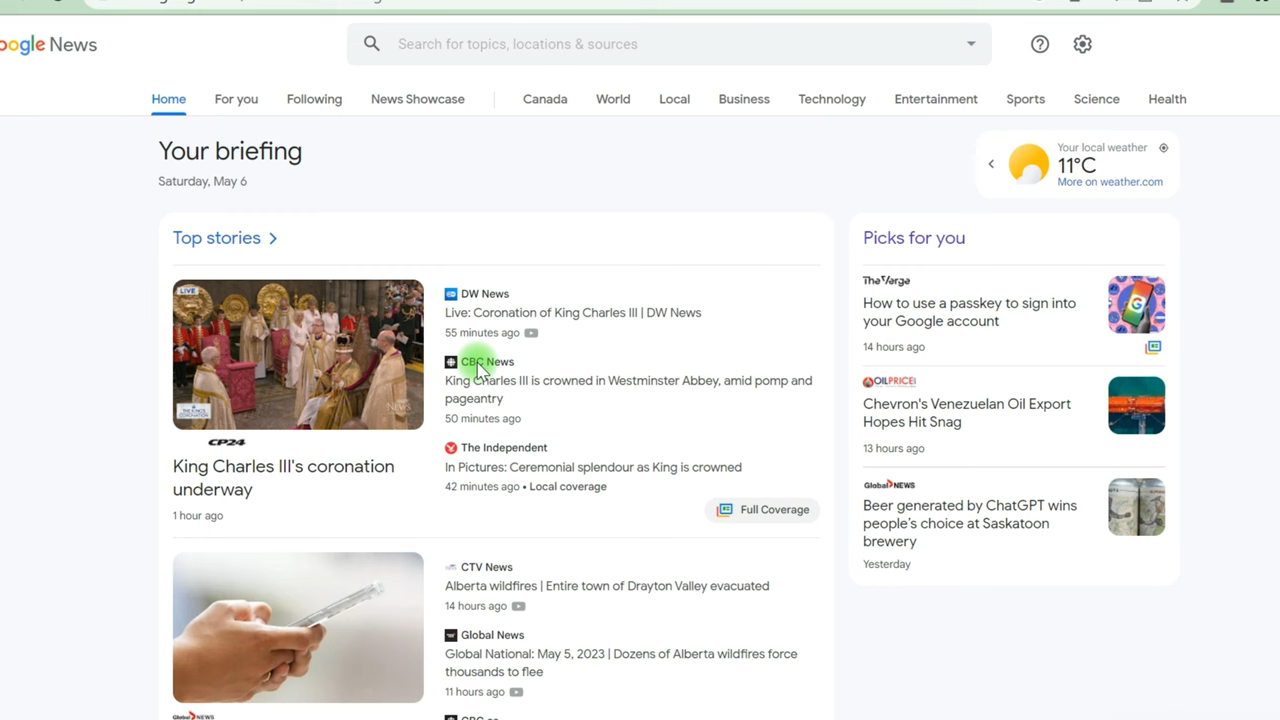 oogle News
Search for topics, locations & sources
Home
For you
Following
News Showcase
Canada
World
Local
Business
Technology
Entertainment
Sports
Science
Health
Your briefing
Saturday, May 6
Your local weather
11°C
More on weather.com
Top stories
LIVE
CP24
King Charles III's coronation
underway
1 hour ago
DW News
Live: Coronation of King Charles III | DW News
55 minutes ago
CBC News
King Charles III is crowned in Westminster Abbey, amid pomp and
pageantry
50 minutes ago
The Independent
In Pictures: Ceremonial splendour as King is crowned
42 minutes ago • Local coverage
Full Coverage
CTV News
Alberta wildfires | Entire town of Drayton Valley evacuated
14 hours ago
Global News
Global National: May 5, 2023 | Dozens of Alberta wildfires force
thousands to flee
11 hours ago
Global NEWS
Picks for you
The Verge
How to use a passkey to sign into
your Google account
14 hours ago
OILPRICE
Chevron's Venezuelan Oil Export
Hopes Hit Snag
13 hours ago
Global NEWS
Beer generated by ChatGPT wins
people's choice at Saskatoon
brewery
Yesterday